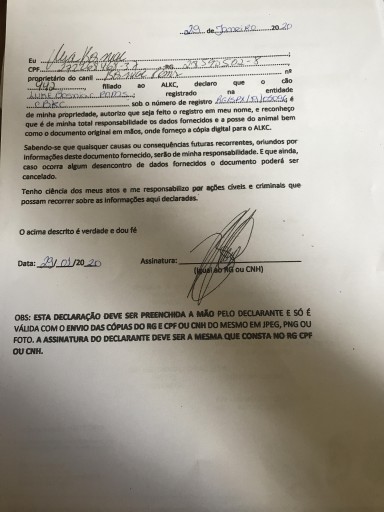 29 de Janeiro 20 20
Eu
CPF RG
proprietário do canil nº
442, filiado ao ALKC, declaro que o cão
registrado na entidade
CBKC sob o número de registro é
de minha propriedade, autorizo que seja feito o registro em meu nome, e reconheço
que é de minha total responsabilidade os dados fornecidos e a posse do animal bem
como o documento original em mãos, onde forneço a cópia digital para o ALKC.
Sabendo-se que quaisquer causas ou consequências futuras recorrentes, oriundos por
informações deste documento fornecido, serão de minha responsabilidade. E que ainda,
caso ocorra algum desencontro de dados fornecidos o documento poderá ser
cancelado.
Tenho ciência dos meus atos e me responsabilizo por ações cíveis e criminais que
possam recorrer sobre as informações aqui declaradas.
O acima descrito é verdade e dou fé
Data: 29/01/20 20 Assinatura:
(Igual ao RG ou CNH)
OBS: ESTA DECLARAÇÃO DEVE SER PREENCHIDA A MÃO PELO DECLARANTE E SÓ É
VÁLIDA COM O ENVIO DAS CÓPIAS DO RG E CPF OU CNH DO MESMO EM JPEG, PNG OU
FOTO. A ASSINATURA DO DECLARANTE DEVE SER A MESMA QUE CONSTA NO RG CPF
OU CNH.